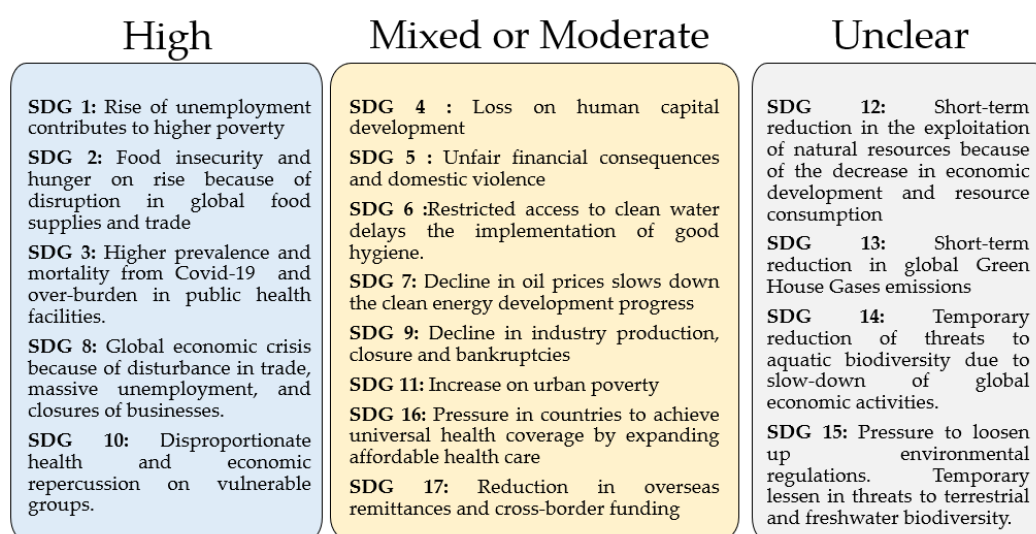 High
SDG 1: Rise of unemployment
contributes to higher poverty
SDG 2: Food insecurity and
hunger on rise because of
disruption in global food
supplies and trade
SDG 3: Higher prevalence and
mortality from Covid-19 and
over-burden in public health
facilities.
SDG 8: Global economic crisis
because of disturbance in trade,
massive unemployment, and
closures of businesses.
SDG 10: Disproportionate
health and economic
repercussion on vulnerable
groups.
Mixed or Moderate
SDG 4 : Loss on human capital
development
SDG 5 : Unfair financial consequences
and domestic violence
SDG 6 :Restricted access to clean water
delays the implementation of good
hygiene.
SDG 7: Decline in oil prices slows down
the clean energy development progress
SDG 9: Decline in industry production,
closure and bankruptcies
SDG 11: Increase on urban poverty
SDG 16: Pressure in countries to achieve
universal health coverage by expanding
affordable health care
SDG 17: Reduction in overseas
remittances and cross-border funding
Unclear
SDG 12: Short-term
reduction in the exploitation
of natural resources because
of the decrease in economic
development and resource
consumption
SDG 13: Short-term
reduction in global Green
House Gases emissions
SDG 14: Temporary
reduction of threats to
aquatic biodiversity due to
slow-down of global
economic activities.
SDG 15: Pressure to loosen
up environmental
regulations. Temporary
lessen in threats to terrestrial
and freshwater biodiversity.